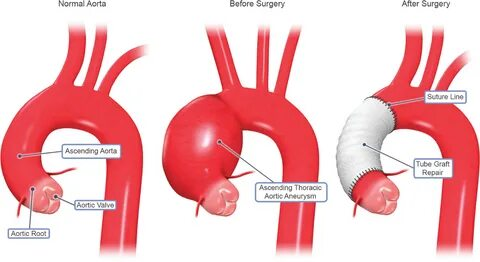 Normal Aorta
Before Surgery
After Surgery
Suture Line
Ascending Aorta
Tube Graft
Repair
Ascending Thoracic
Aortic Aneurysm
Aortic Valve
Aortic Root